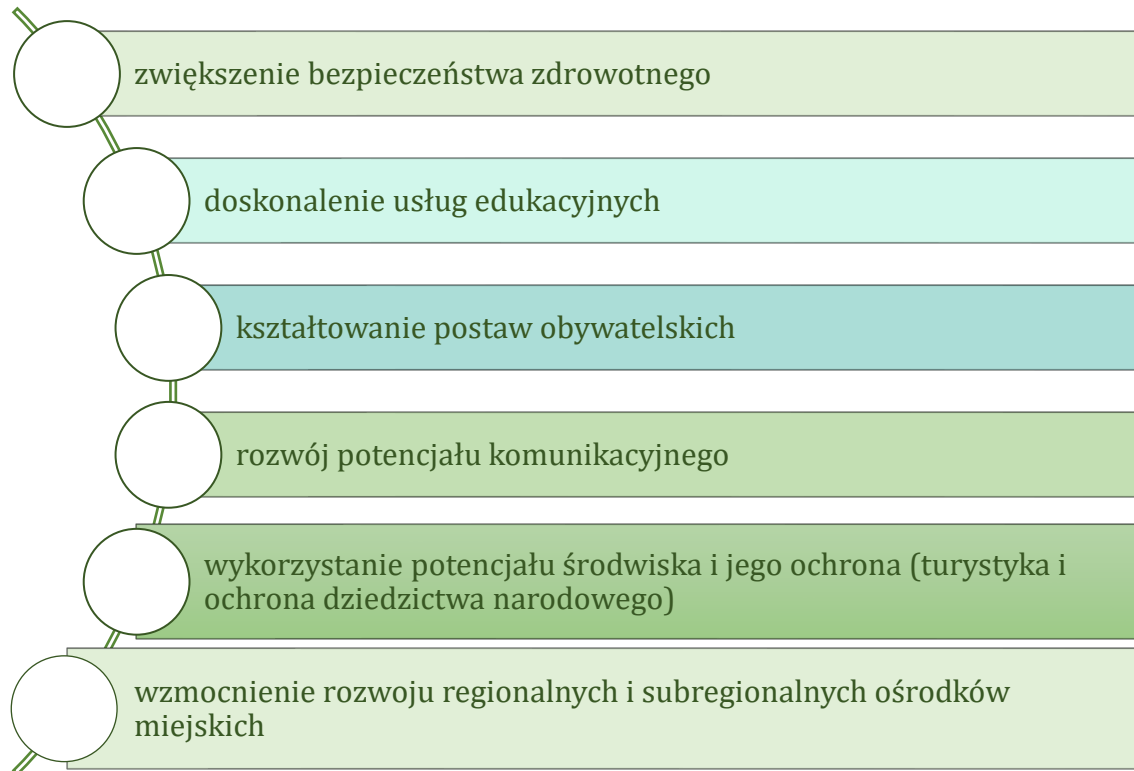 zwiększenie bezpieczeństwa zdrowotnego
doskonalenie usług edukacyjnych
kształtowanie postaw obywatelskich
rozwój potencjału komunikacyjnego
wykorzystanie potencjału środwiska i jego ochrona (turystyka i
ochrona dziedzictwa narodowego)
wzmocnienie rozwoju regionalnych i subregionalnych ośrodków
miejskich